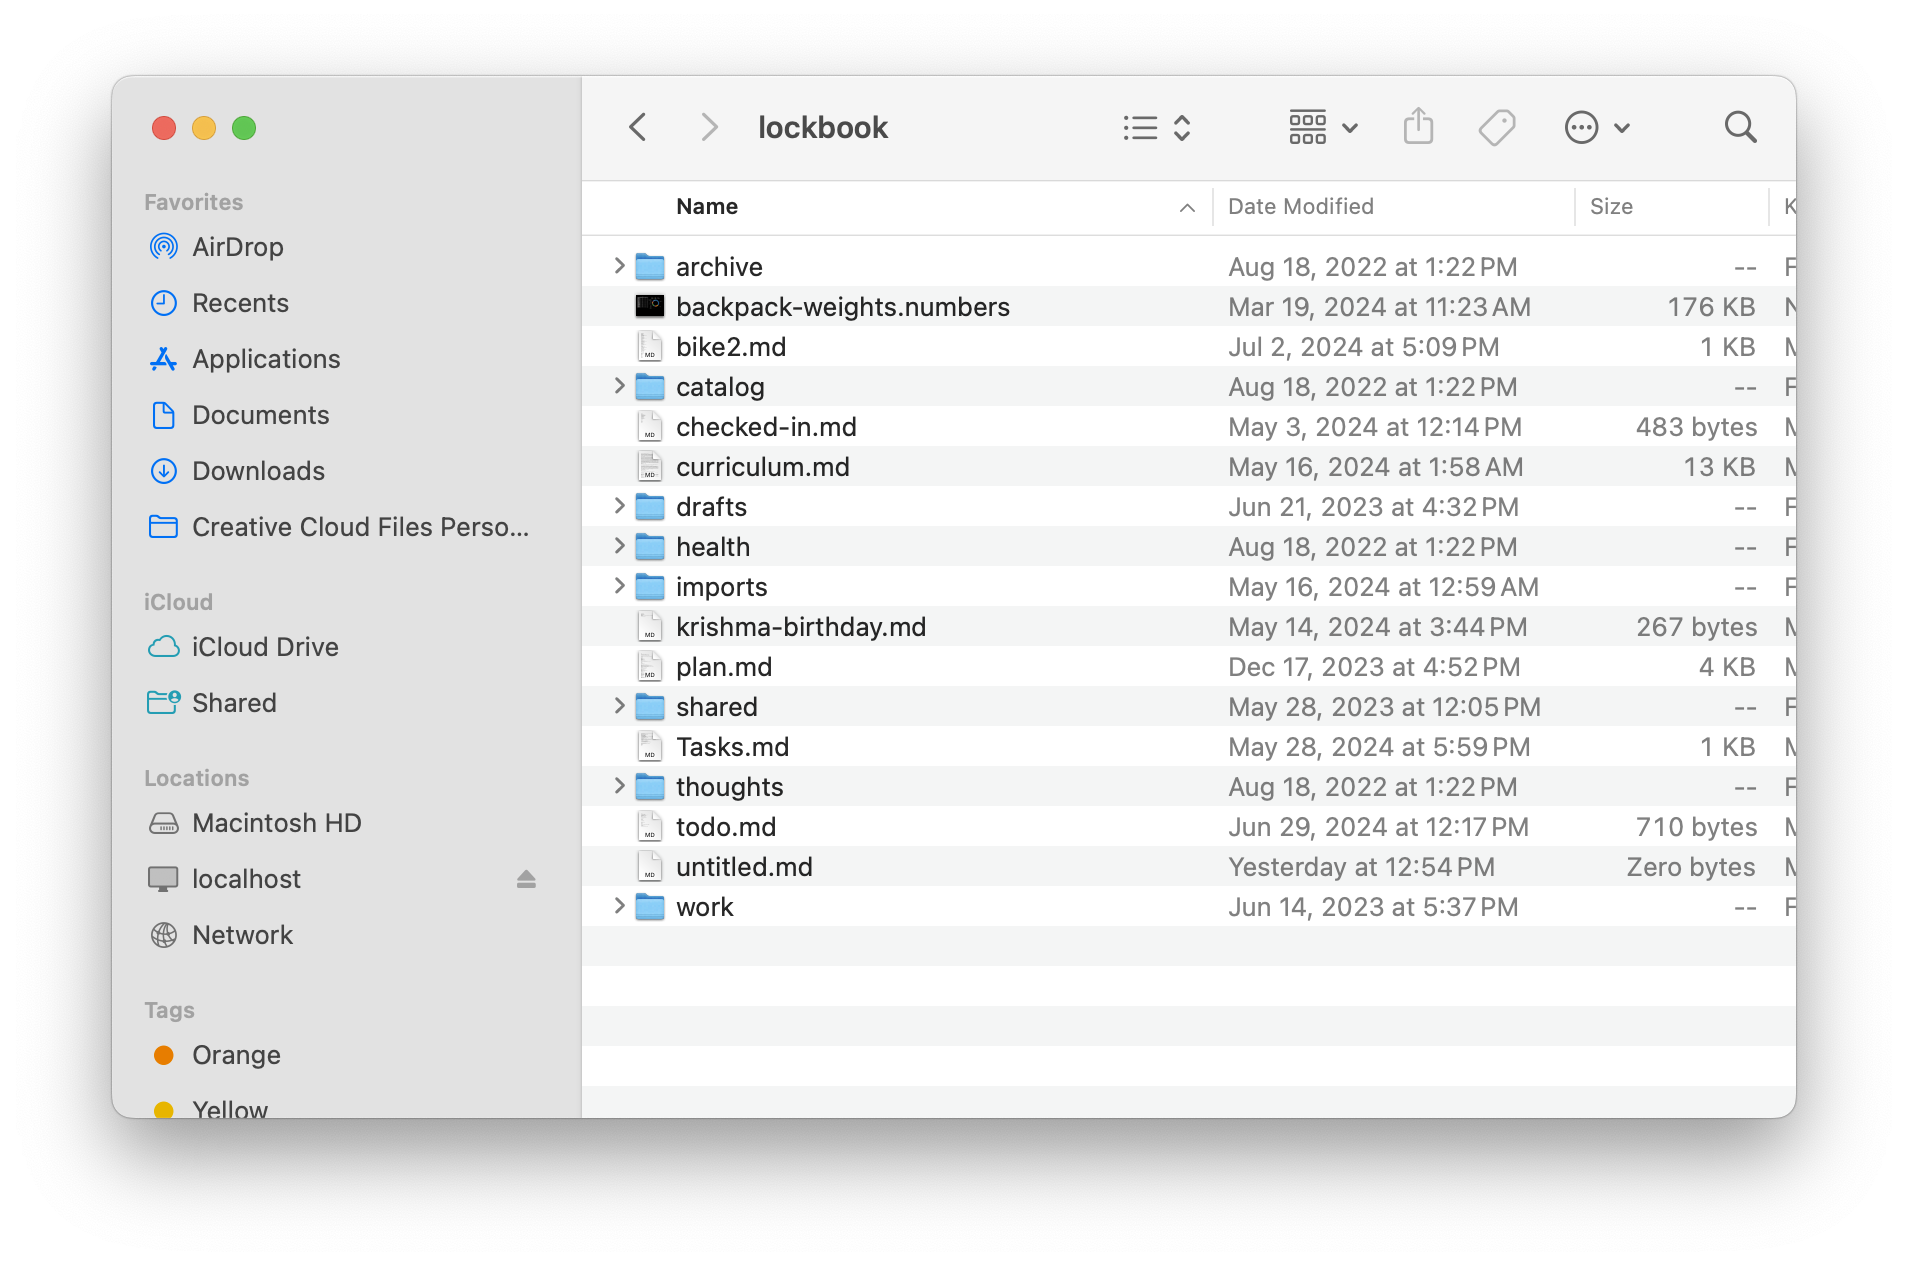 lockbook
Favorites
AirDrop
Recents
Applications
Documents
Downloads
Creative Cloud Files Perso...
iCloud
iCloud Drive
Shared
Locations
Macintosh HD
localhost
Network
Tags
Orange
Yellow
Name Date Modified Size K
archive Aug 18, 2022 at 1:22 PM -- F
backpack-weights.numbers Mar 19, 2024 at 11:23 AM 176 KB N
bike2.md Jul 2, 2024 at 5:09 PM 1 KB M
catalog Aug 18, 2022 at 1:22 PM -- F
checked-in.md May 3, 2024 at 12:14 PM 483 bytes M
curriculum.md May 16, 2024 at 1:58 AM 13 KB M
drafts Jun 21, 2023 at 4:32 PM -- F
health Aug 18, 2022 at 1:22 PM -- F
imports May 16, 2024 at 12:59 AM -- F
krishma-birthday.md May 14, 2024 at 3:44 PM 267 bytes M
plan.md Dec 17, 2023 at 4:52 PM 4 KB M
shared May 28, 2023 at 12:05 PM -- F
Tasks.md May 28, 2024 at 5:59 PM 1 KB M
thoughts Aug 18, 2022 at 1:22 PM -- F
todo.md Jun 29, 2024 at 12:17 PM 710 bytes M
untitled.md Yesterday at 12:54 PM Zero bytes M
work Jun 14, 2023 at 5:37 PM -- F